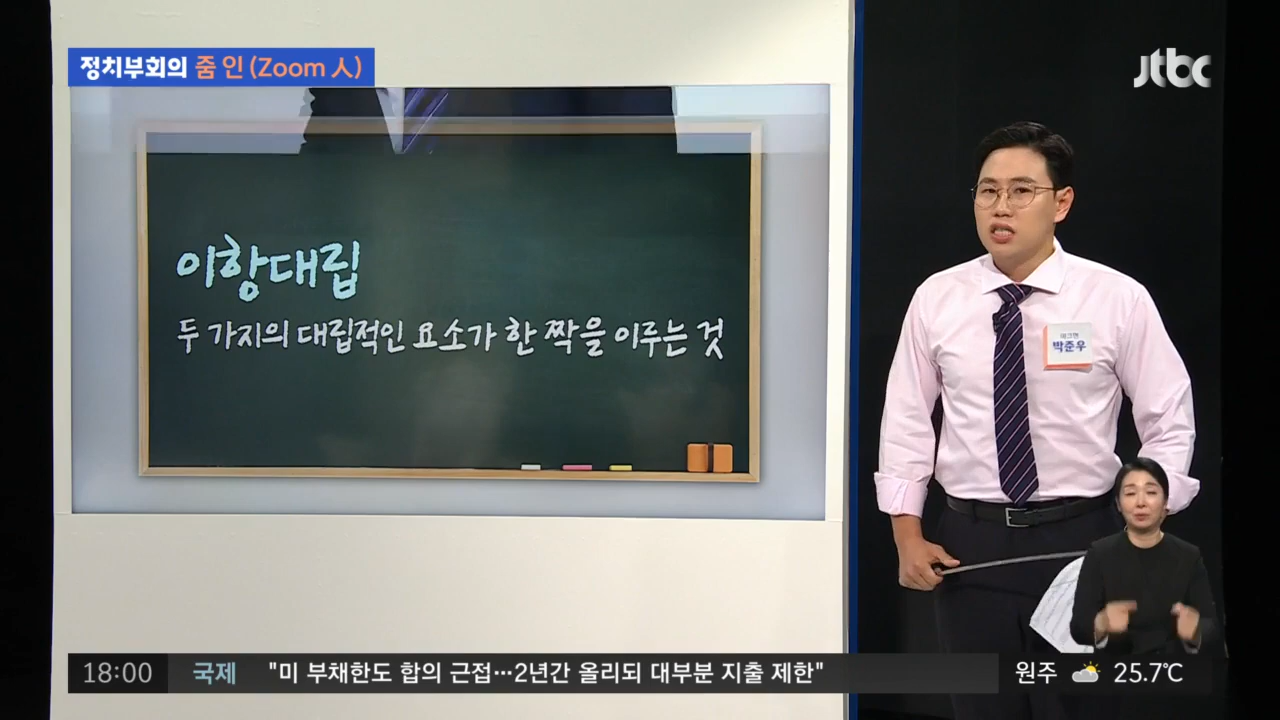 정치부회의 줌 인 (Zoom 人)
jtbc
이항대립
두 가지의 대립적인 요소가 한 짝을 이루는 것
마크맨
박준우
18:00 국제 "미 부채한도 합의 근접…2년간 올리되 대부분 지출 제한" 원주 25.7℃